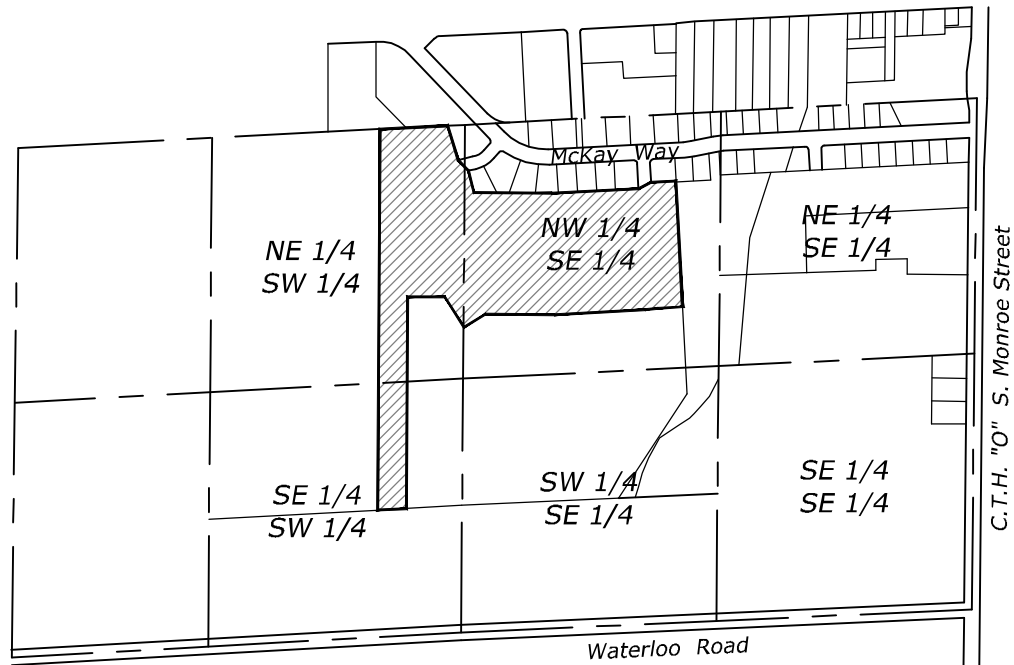 McKay Way
NE 1/4
SW 1/4
NW 1/4
SE 1/4
NE 1/4
SE 1/4
C.T.H. "O" S. Monroe Street
SE 1/4
SW 1/4
SW 1/4
SE 1/4
SE 1/4
SE 1/4
Waterloo Road